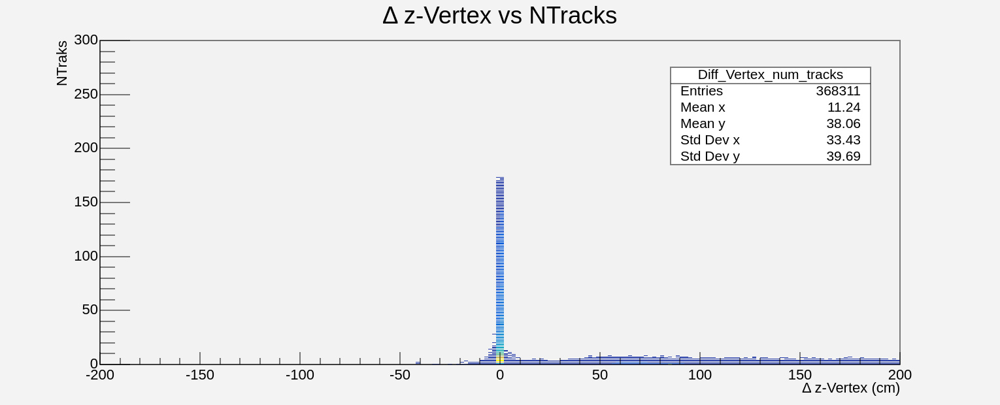 Δ z-Vertex vs NTracks
NTraks
300
250
200
150
100
50
0
Diff_Vertex_num_tracks
Entries 368311
Mean x 11.24
Mean y 38.06
Std Dev x 33.43
Std Dev y 39.69
-200 -150 -100 -50 0 50 100 150 200
Δ z-Vertex (cm)